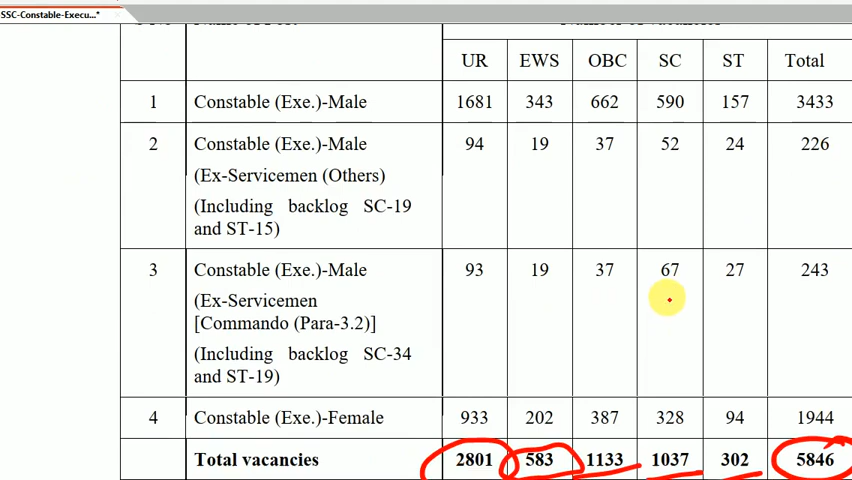 SSC-Constable-Execu...*
UR EWS OBC SC ST Total
1 Constable (Exe.)-Male 1681 343 662 590 157 3433
2 Constable (Exe.)-Male 94 19 37 52 24 226
(Ex-Servicemen (Others)
(Including backlog SC-19
and ST-15)
3 Constable (Exe.)-Male 93 19 37 67 27 243
(Ex-Servicemen
[Commando (Para-3.2)]
(Including backlog SC-34
and ST-19)
4 Constable (Exe.)-Female 933 202 387 328 94 1944
Total vacancies 2801 583 1133 1037 302 5846